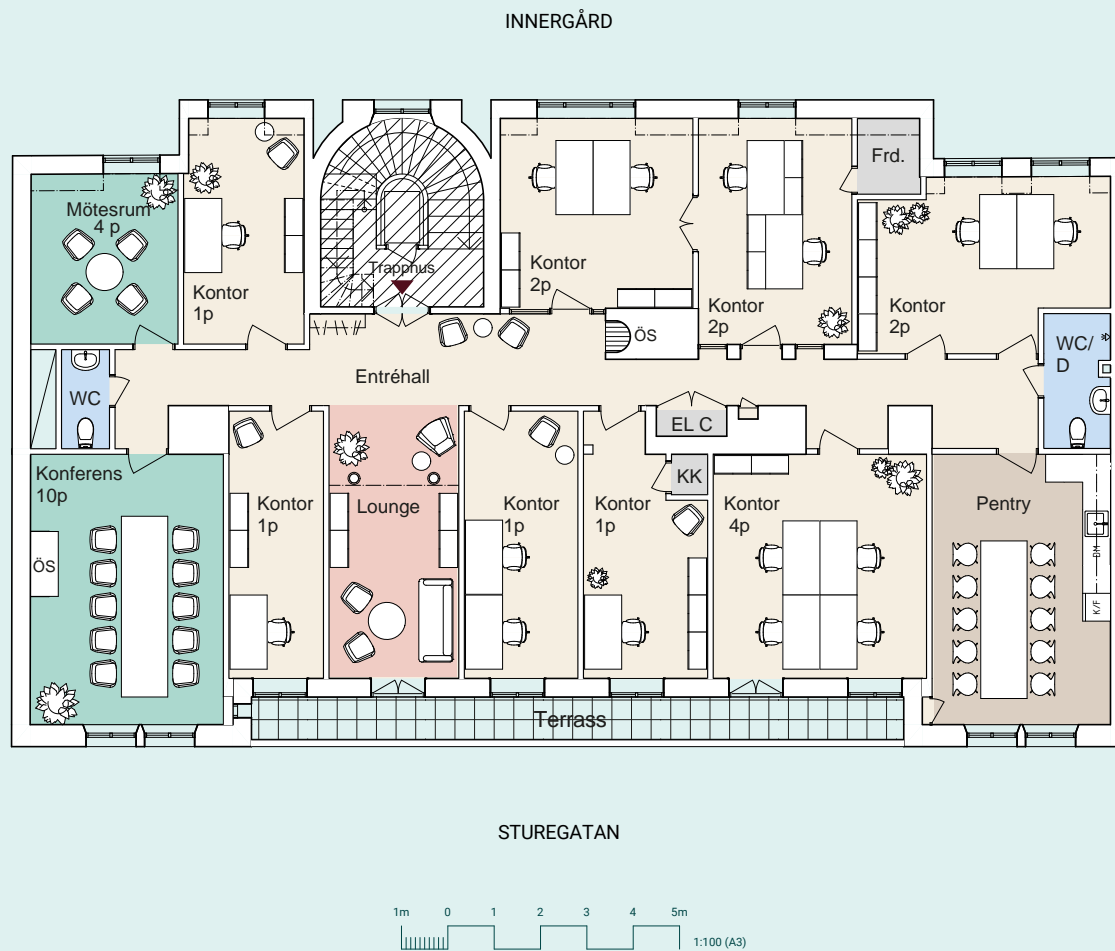 INNERGÅRD
Frd.
Mötesrum
4 p
Kontor
1p
Trapphus
Kontor
2p
Kontor
2p
Kontor
2p
ÖS
WC/
D
WC
Entréhall
EL C
KK
Konferens
10p
ÖS
Kontor
1p
Lounge
Kontor
1p
Kontor
1p
Kontor
4p
Pentry
DM
K/F
Terrass
STUREGATAN
1m 0 1 2 3 4 5m
1:100 (A3)